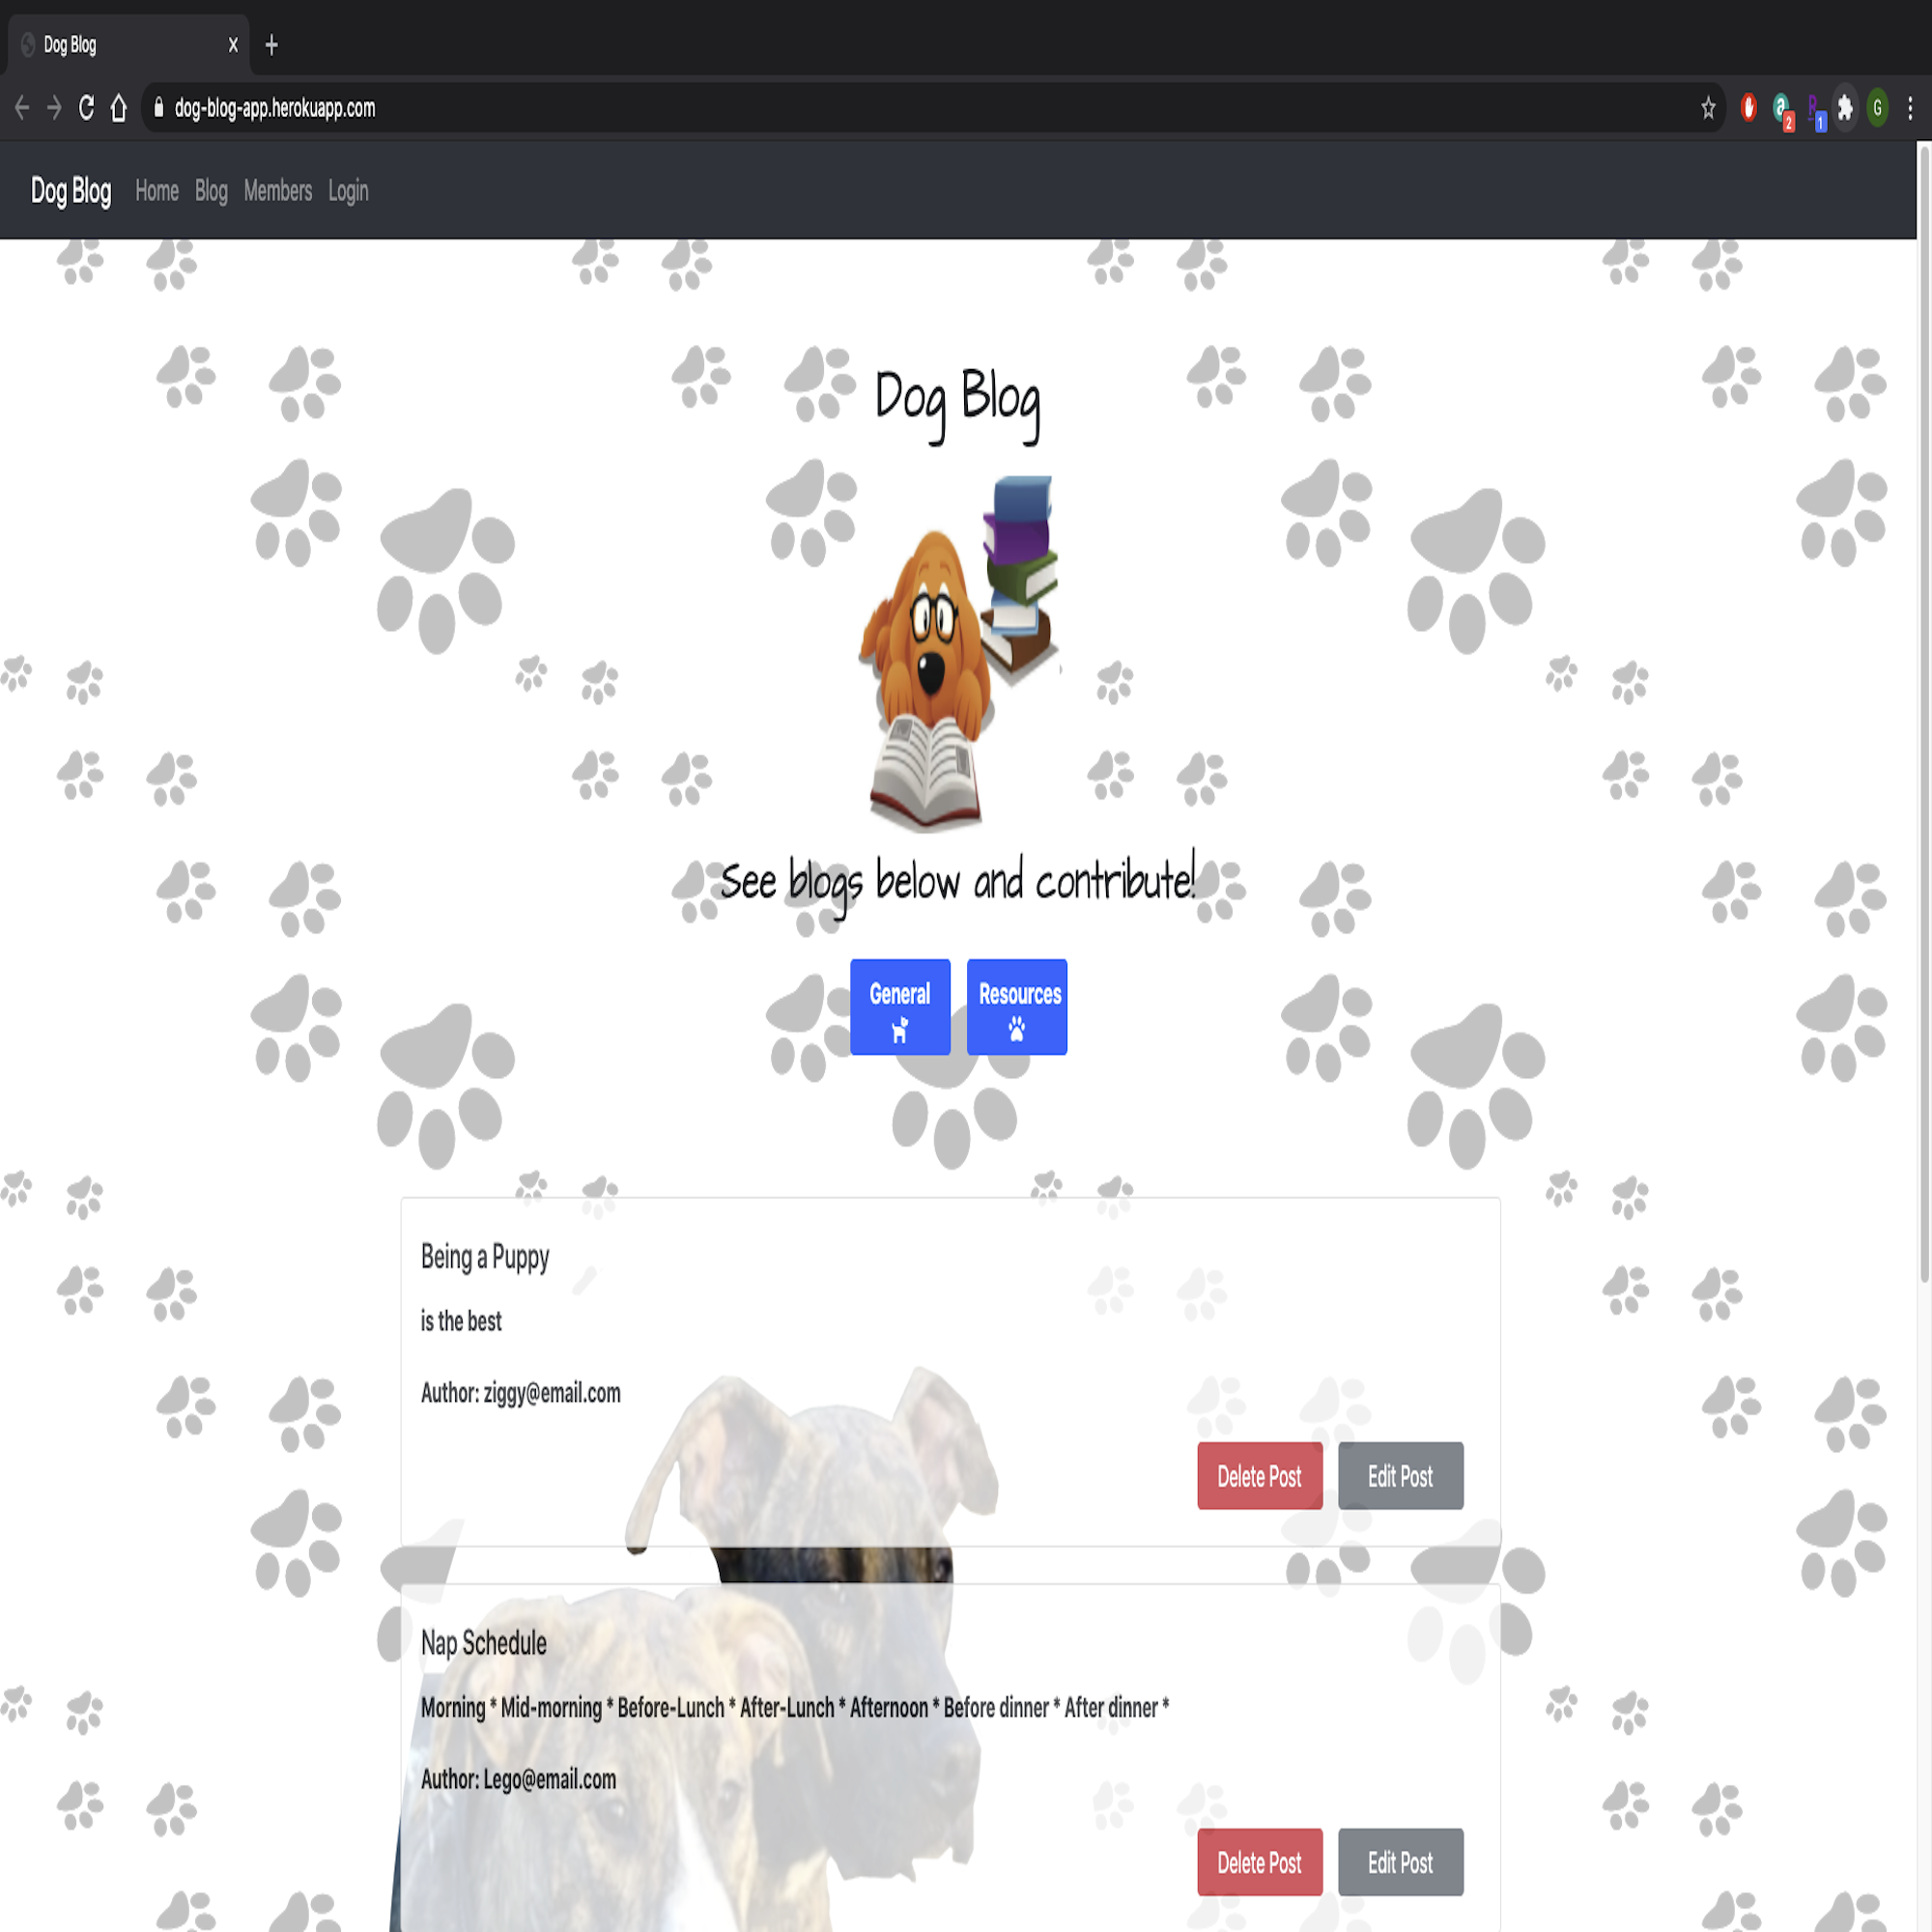 Dog Blog
dog-blog-app.herokuapp.com
2
1
G
Dog Blog Home Blog Members Login
Dog Blog
See blogs below and contribute!
General Resources
Being a Puppy
is the best
Author: ziggy@email.com
Delete Post Edit Post
Nap Schedule
Morning * Mid-morning * Before-Lunch * After-Lunch * Afternoon * Before dinner * After dinner *
Author: Lego@email.com
Delete Post Edit Post